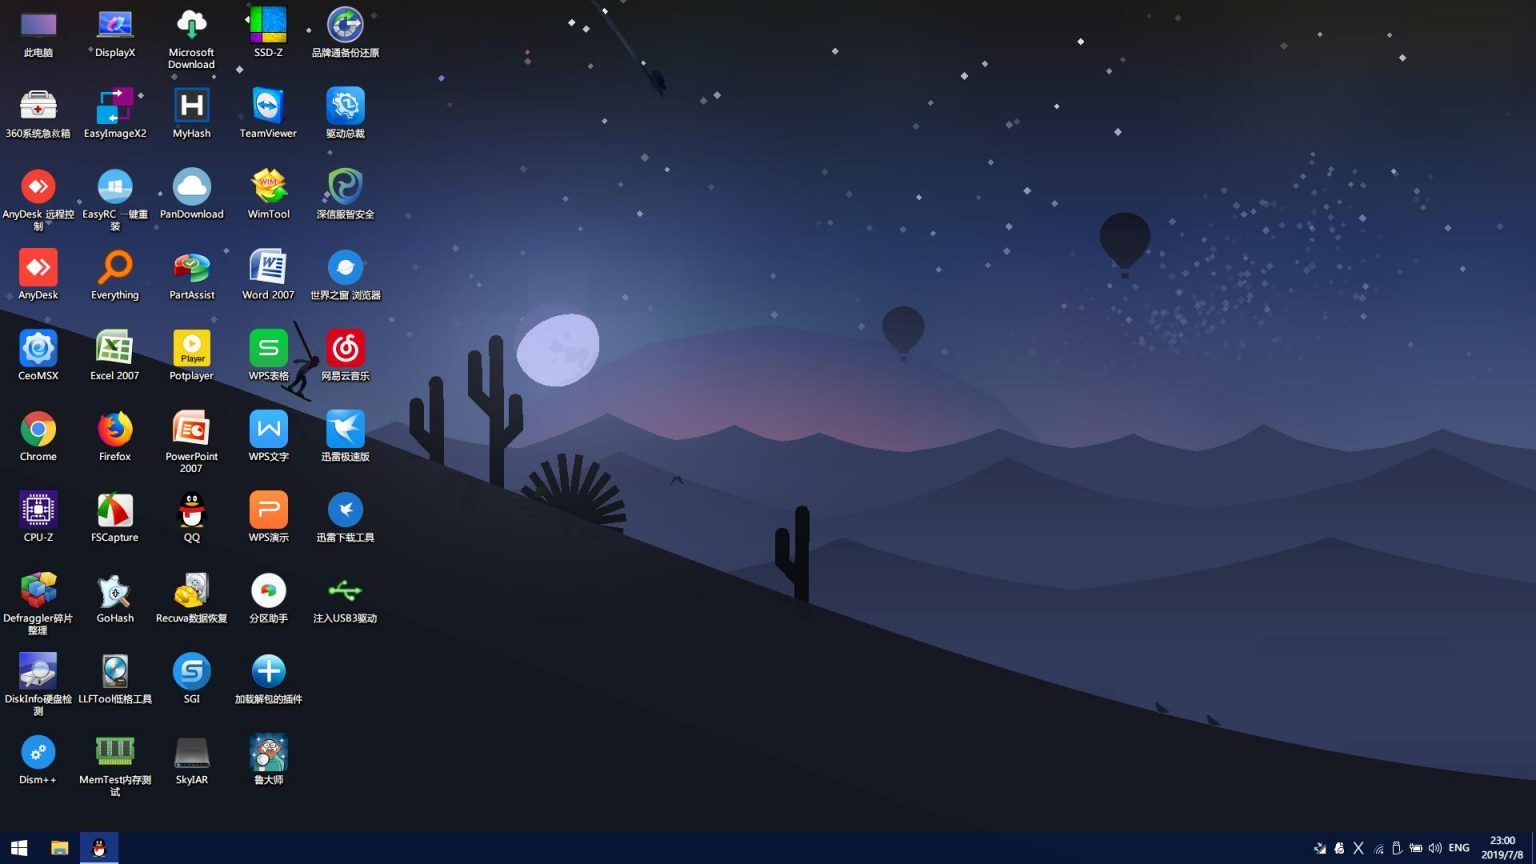 此电脑
DisplayX
Microsoft
Download
SSD-Z
品牌通备份还原
360系统急救箱
EasyImageX2
MyHash
TeamViewer
驱动总裁
AnyDesk 远程控
制
EasyRC 一键重
装
PanDownload
WimTool
深信服智安全
AnyDesk
Everything
PartAssist
Word 2007
世界之窗 浏览器
CeoMSX
Excel 2007
Player
Potplayer
WPS表格
网易云音乐
Chrome
Firefox
PowerPoint
2007
WPS文字
迅雷极速版
CPU-Z
FSCapture
QQ
WPS演示
迅雷下载工具
Defraggler碎片
整理
GoHash
Recuva数据恢复
分区助手
注入USB3驱动
DiskInfo硬盘检
测
LLFTool低格工具
SGI
加载解包的插件
Dism++
MemTest内存测
试
SkyIAR
鲁大师
ENG
23:00
2019/7/8